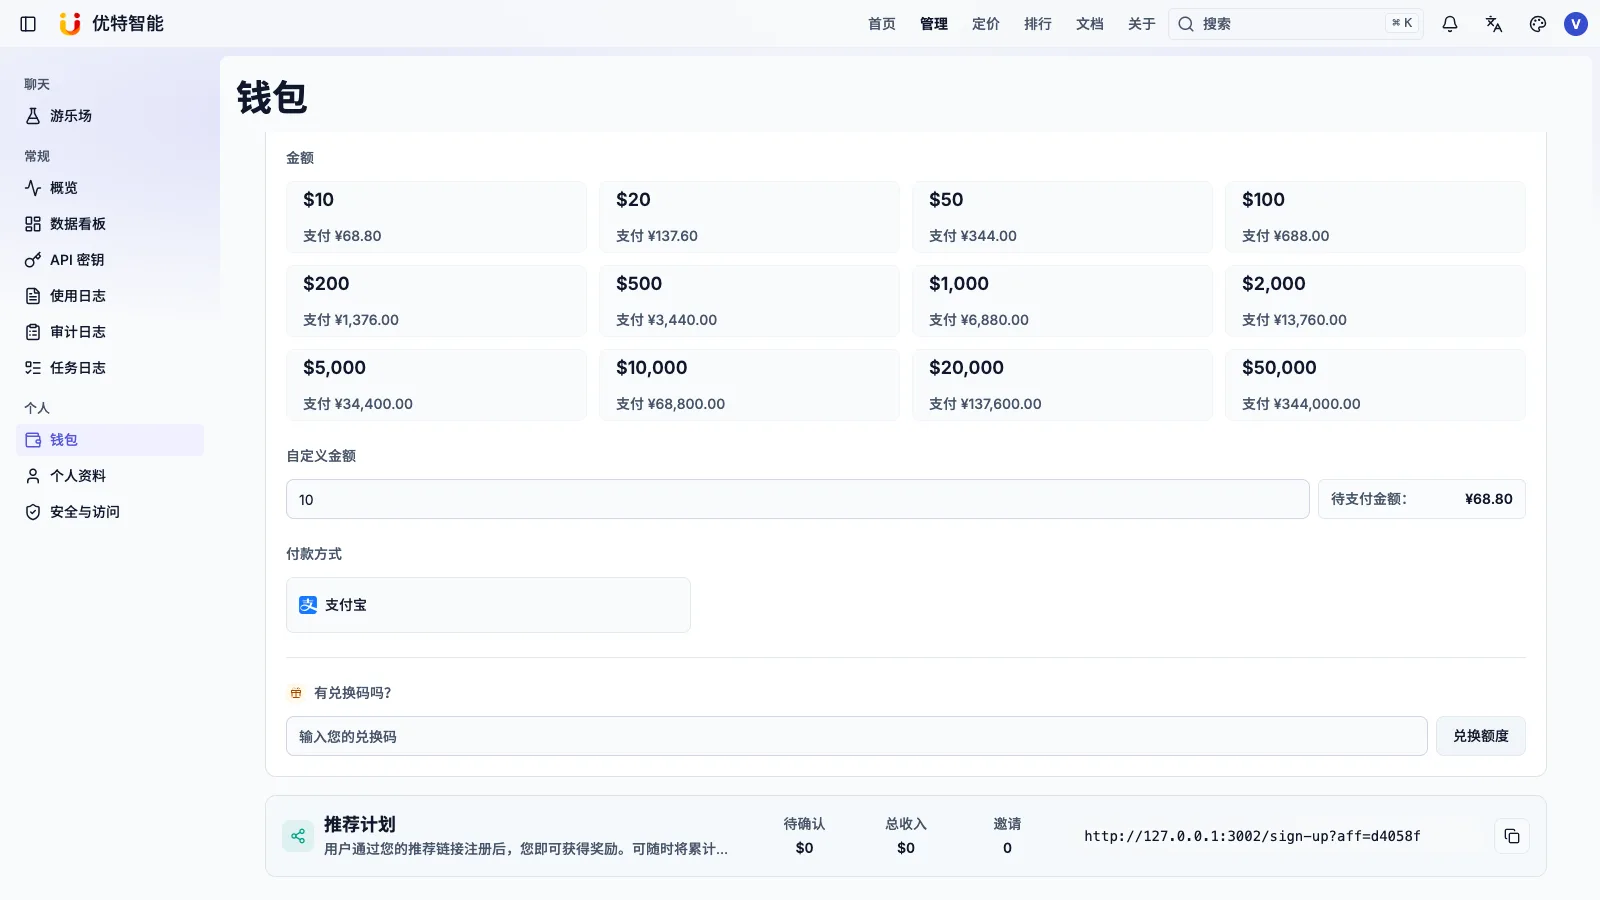 优特智能
首页
管理
定价
排行
文档
关于
搜索
⌘ K
V
聊天
游乐场
常规
概览
数据看板
API 密钥
使用日志
审计日志
任务日志
个人
钱包
个人资料
安全与访问
钱包
金额
$10
支付 ¥68.80
$20
支付 ¥137.60
$50
支付 ¥344.00
$100
支付 ¥688.00
$200
支付 ¥1,376.00
$500
支付 ¥3,440.00
$1,000
支付 ¥6,880.00
$2,000
支付 ¥13,760.00
$5,000
支付 ¥34,400.00
$10,000
支付 ¥68,800.00
$20,000
支付 ¥137,600.00
$50,000
支付 ¥344,000.00
自定义金额
10
待支付金额： ¥68.80
付款方式
支 支付宝
有兑换码吗？
输入您的兑换码
兑换额度
推荐计划
用户通过您的推荐链接注册后，您即可获得奖励。可随时将累计...
待确认
$0
总收入
$0
邀请
0
http://127.0.0.1:3002/sign-up?aff=d4058f